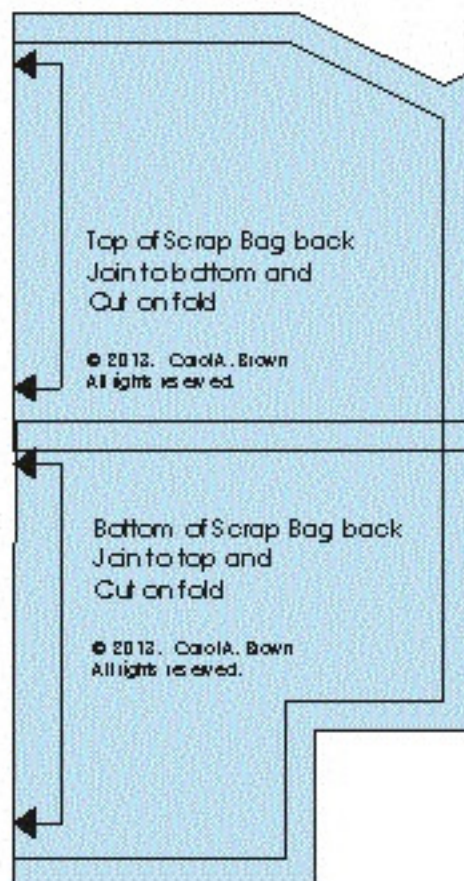 Top of Scrap Bag back
Join to bottom and
Cut on fold
© 2013. Carol A. Brown
All rights reserved.
Bottom of Scrap Bag back
Join to top and
Cut on fold
© 2013. Carol A. Brown
All rights reserved.